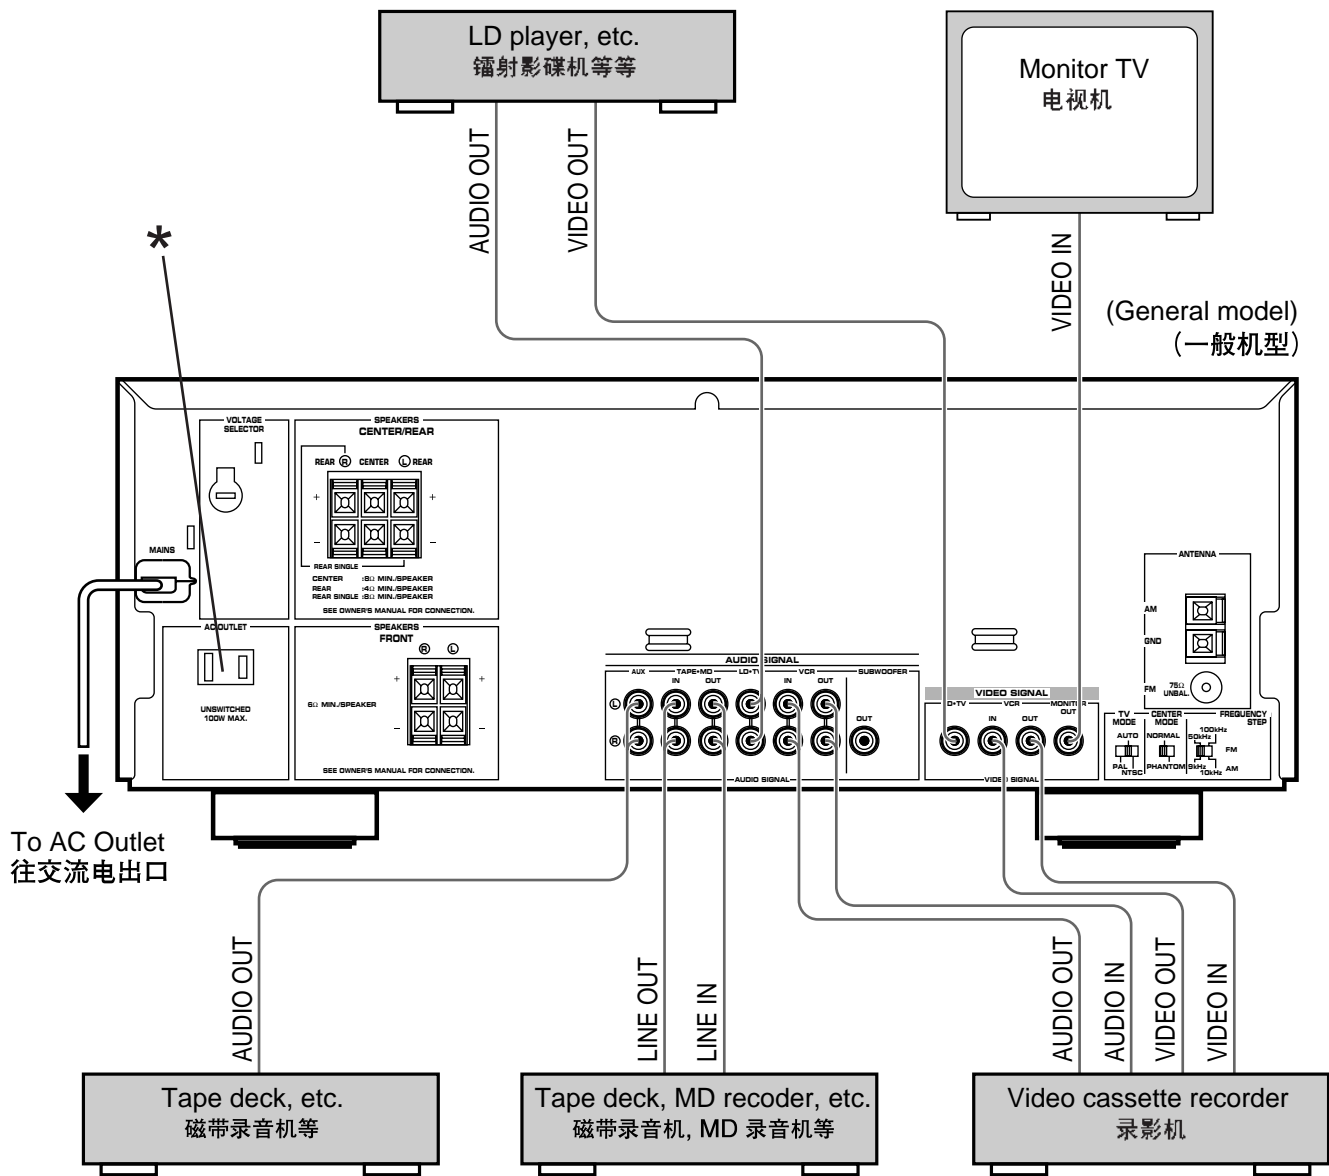 LD player, etc.
镭射影碟机等等
Monitor TV
电视机
AUDIO OUT
VIDEO OUT
VIDEO IN
*
(General model)
(一般机型)
VOLTAGE
SELECTOR
SPEAKERS
CENTER/REAR
REAR R CENTER L REAR
+ +
– –
REAR SINGLE
CENTER :8Ω MIN./SPEAKER
REAR :4Ω MIN./SPEAKER
REAR SINGLE :8Ω MIN./SPEAKER
SEE OWNER'S MANUAL FOR CONNECTION.
MAINS
AC OUTLET
UNSWITCHED
100W MAX.
SPEAKERS
FRONT
R L
+ +
– –
6Ω MIN./SPEAKER
SEE OWNER'S MANUAL FOR CONNECTION.
AUDIO SIGNAL
AUX TAPE•MD LD•TV VCR SUBWOOFER
IN OUT IN OUT
L
R
OUT
AUDIO SIGNAL
VIDEO SIGNAL
D•TV VCR MONITOR
IN OUT OUT
VIDEO SIGNAL
ANTENNA
AM
GND
FM 75Ω
UNBAL.
TV
MODE
AUTO
PAL
NTSC
CENTER
MODE
NORMAL
PHANTOM
FREQUENCY
STEP
100kHz
50kHz
FM
9kHz
10kHz
AM
To AC Outlet
往交流电出口
AUDIO OUT
LINE OUT
LINE IN
AUDIO OUT
AUDIO IN
VIDEO OUT
VIDEO IN
Tape deck, etc.
磁带录音机等
Tape deck, MD recoder, etc.
磁带录音机, MD 录音机等
Video cassette recorder
录影机